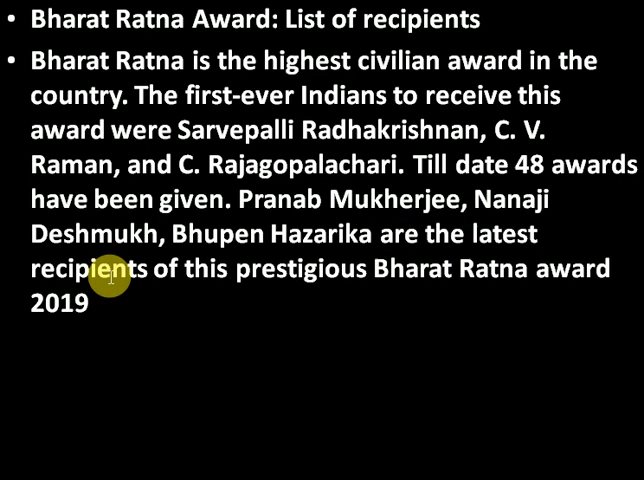 • Bharat Ratna Award: List of recipients
• Bharat Ratna is the highest civilian award in the
country. The first-ever Indians to receive this
award were Sarvepalli Radhakrishnan, C. V.
Raman, and C. Rajagopalachari. Till date 48 awards
have been given. Pranab Mukherjee, Nanaji
Deshmukh, Bhupen Hazarika are the latest
recipients of this prestigious Bharat Ratna award
2019